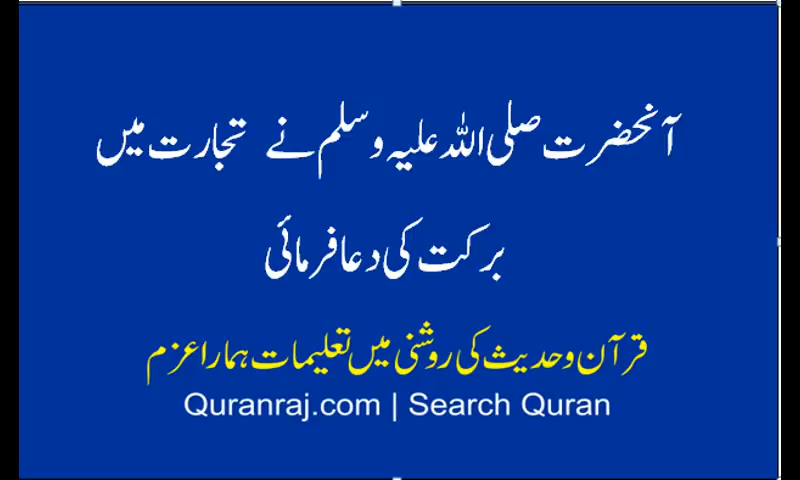 آنحضرت صلی اللہ علیہ وسلم نے تجارت میں
برکت کی دعا فرمائی
قرآن و حدیث کی روشنی میں تعلیمات ہمارا عزم
Quranraj.com | Search Quran